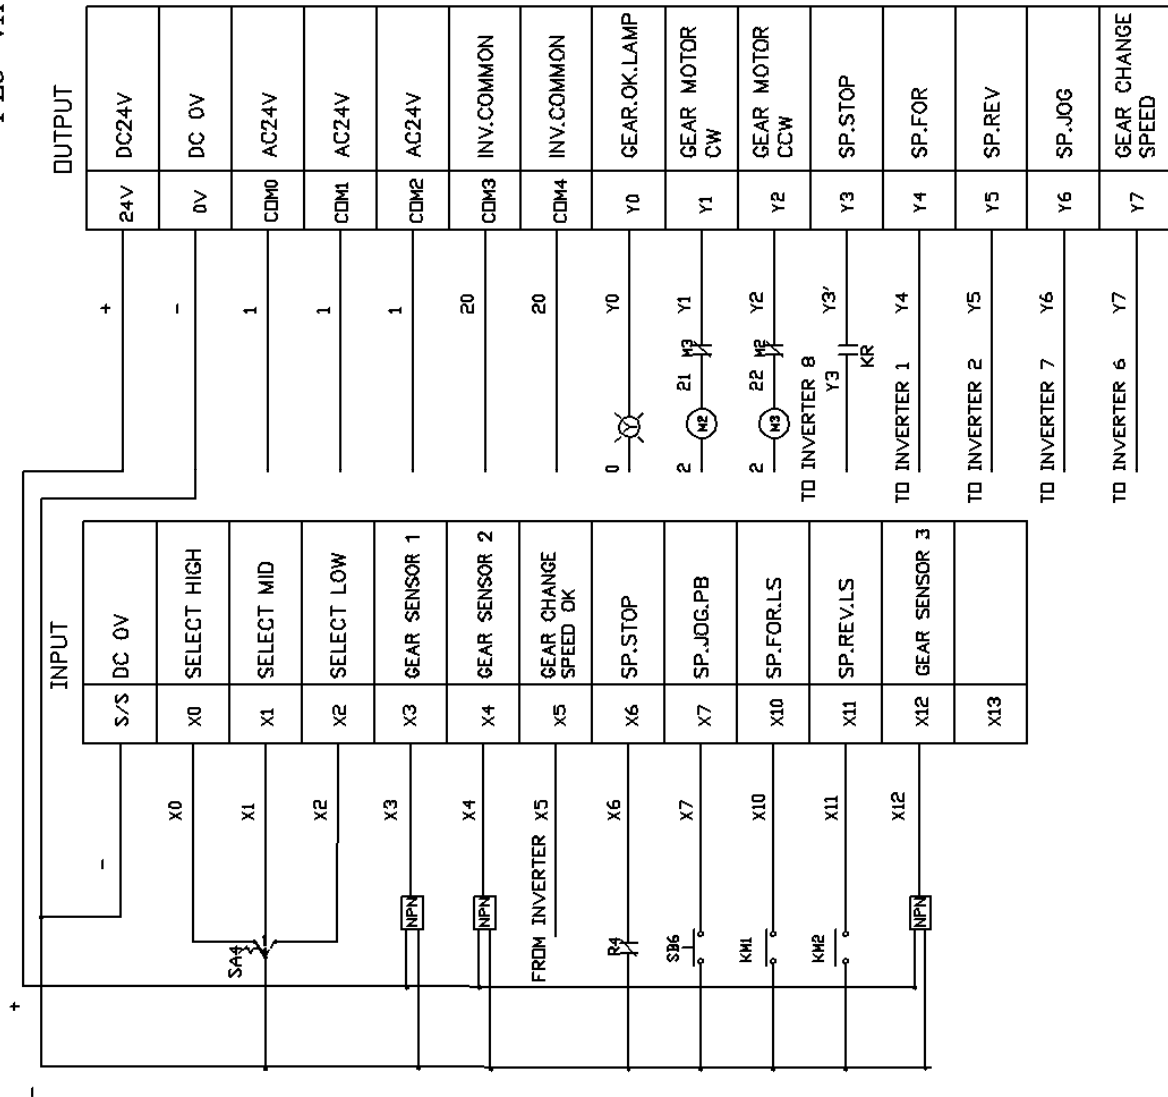 OUTPUT
24V DC24V
0V DC 0V
COM0 AC24V
COM1 AC24V
COM2 AC24V
COM3 INV.COMMON
COM4 INV.COMMON
Y0 GEAR.OK.LAMP
Y1 GEAR MOTOR
CW
Y2 GEAR MOTOR
CCW
Y3 SP.STOP
Y4 SP.FOR
Y5 SP.REV
Y6 SP.JOG
Y7 GEAR CHANGE
SPEED
+
-
1
1
1
20
20
0 Y Y0
2 M2 21 M3 Y1
2 M3 22 M2 Y2
TO INVERTER 8
Y3 KR Y3'
TO INVERTER 1 Y4
TO INVERTER 2 Y5
TO INVERTER 7 Y6
TO INVERTER 6 Y7
INPUT
S/S DC 0V
X0 SELECT HIGH
X1 SELECT MID
X2 SELECT LOW
X3 GEAR SENSOR 1
X4 GEAR SENSOR 2
X5 GEAR CHANGE
SPEED OK
X6 SP.STOP
X7 SP.JOG.PB
X10 SP.FOR.LS
X11 SP.REV.LS
X12 GEAR SENSOR 3
X13
-
X0
SA4 X1
X2
NPN X3
NPN X4
FROM INVERTER X5
R4 X6
SB6 X7
KM1 X10
KM2 X11
NPN X12
+
-